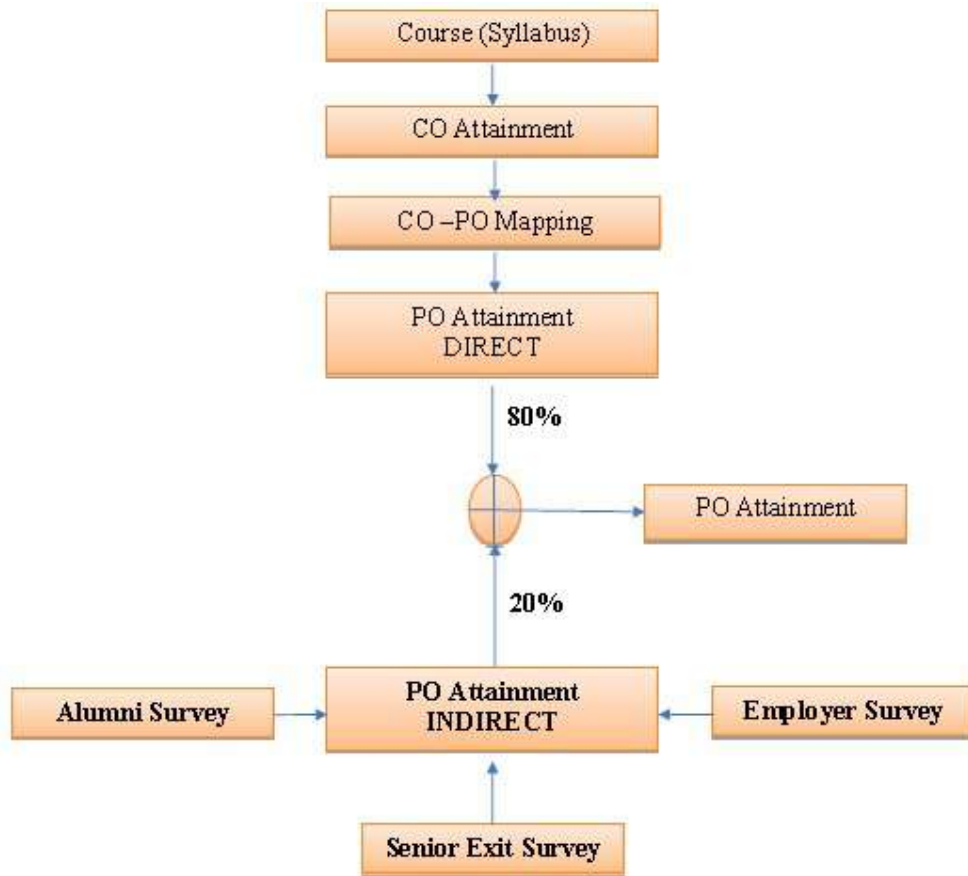 Course (Syllabus)
CO Attainment
CO –PO Mapping
PO Attainment
DIRECT
80%
PO Attainment
20%
PO Attainment
INDIRECT
Alumni Survey
Employer Survey
Senior Exit Survey